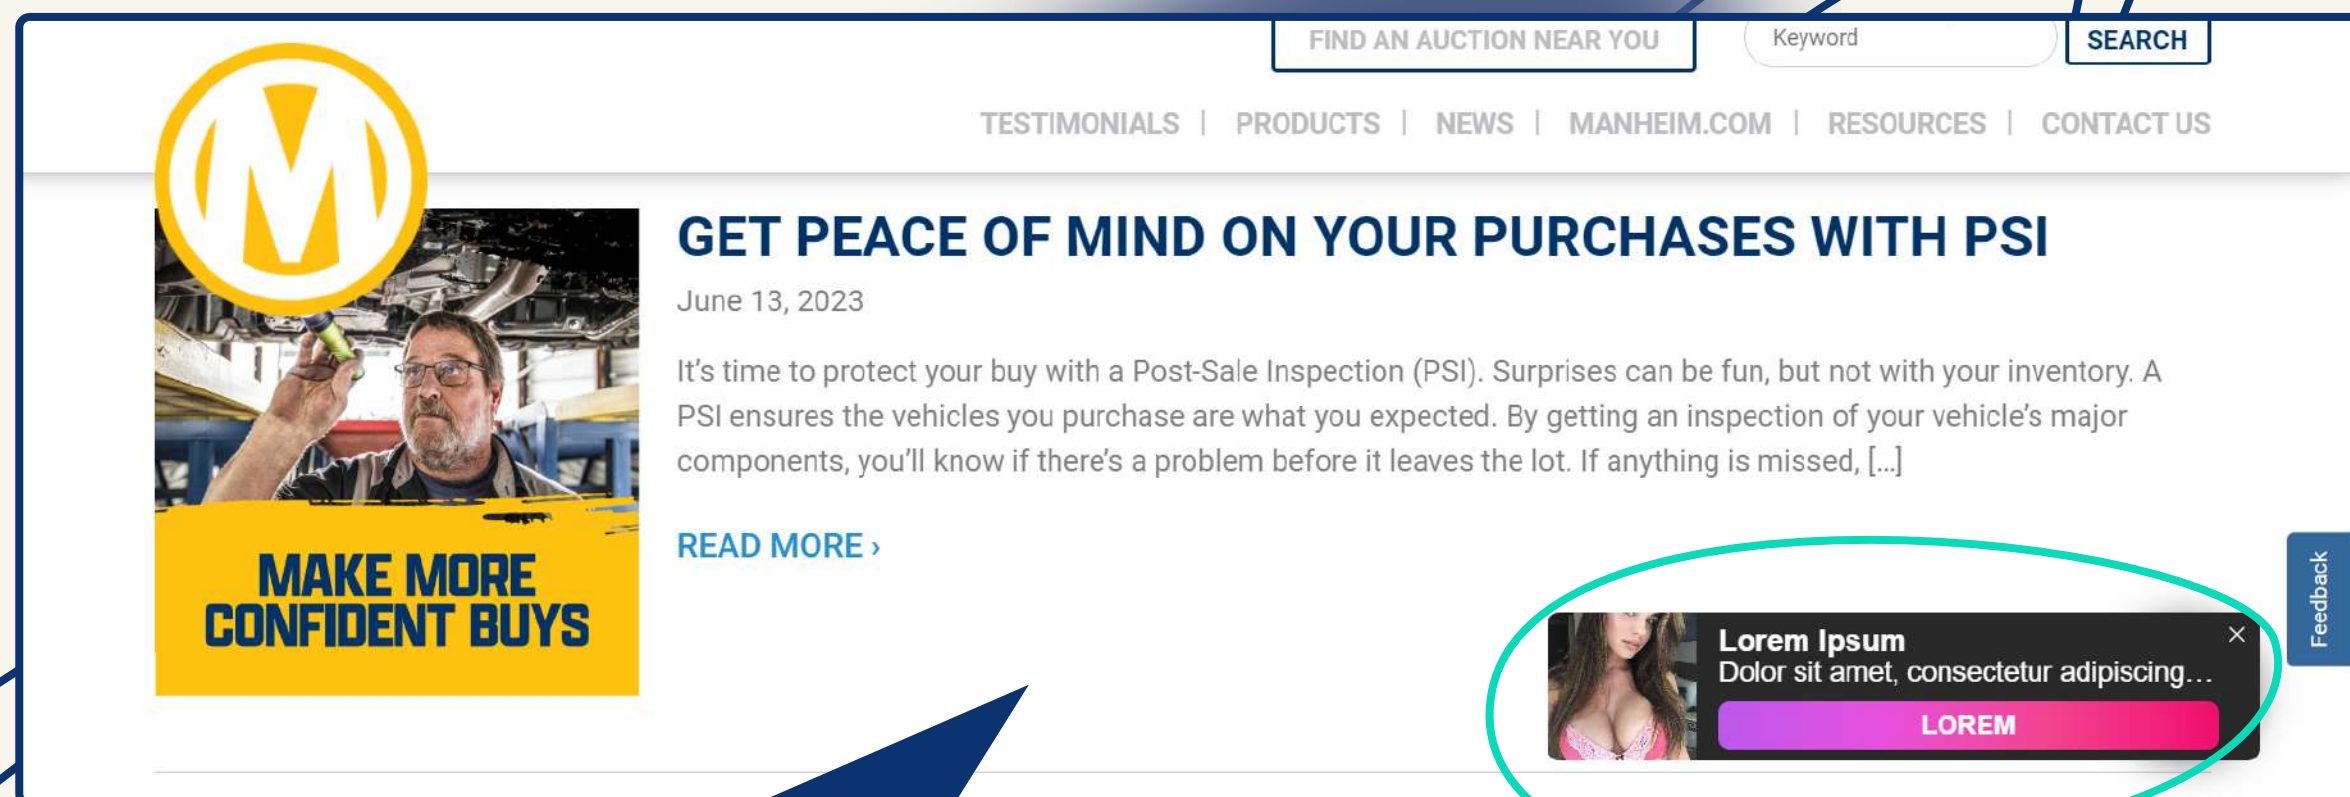 FIND AN AUCTION NEAR YOU
Keyword
SEARCH
TESTIMONIALS | PRODUCTS | NEWS | MANHEIM.COM | RESOURCES | CONTACT US
M
GET PEACE OF MIND ON YOUR PURCHASES WITH PSI
June 13, 2023
It's time to protect your buy with a Post-Sale Inspection (PSI). Surprises can be fun, but not with your inventory. A
PSI ensures the vehicles you purchase are what you expected. By getting an inspection of your vehicle's major
components, you'll know if there's a problem before it leaves the lot. If anything is missed, [...]
READ MORE ›
MAKE MORE
CONFIDENT BUYS
Feedback
Lorem Ipsum
Dolor sit amet, consectetur adipiscing...
LOREM